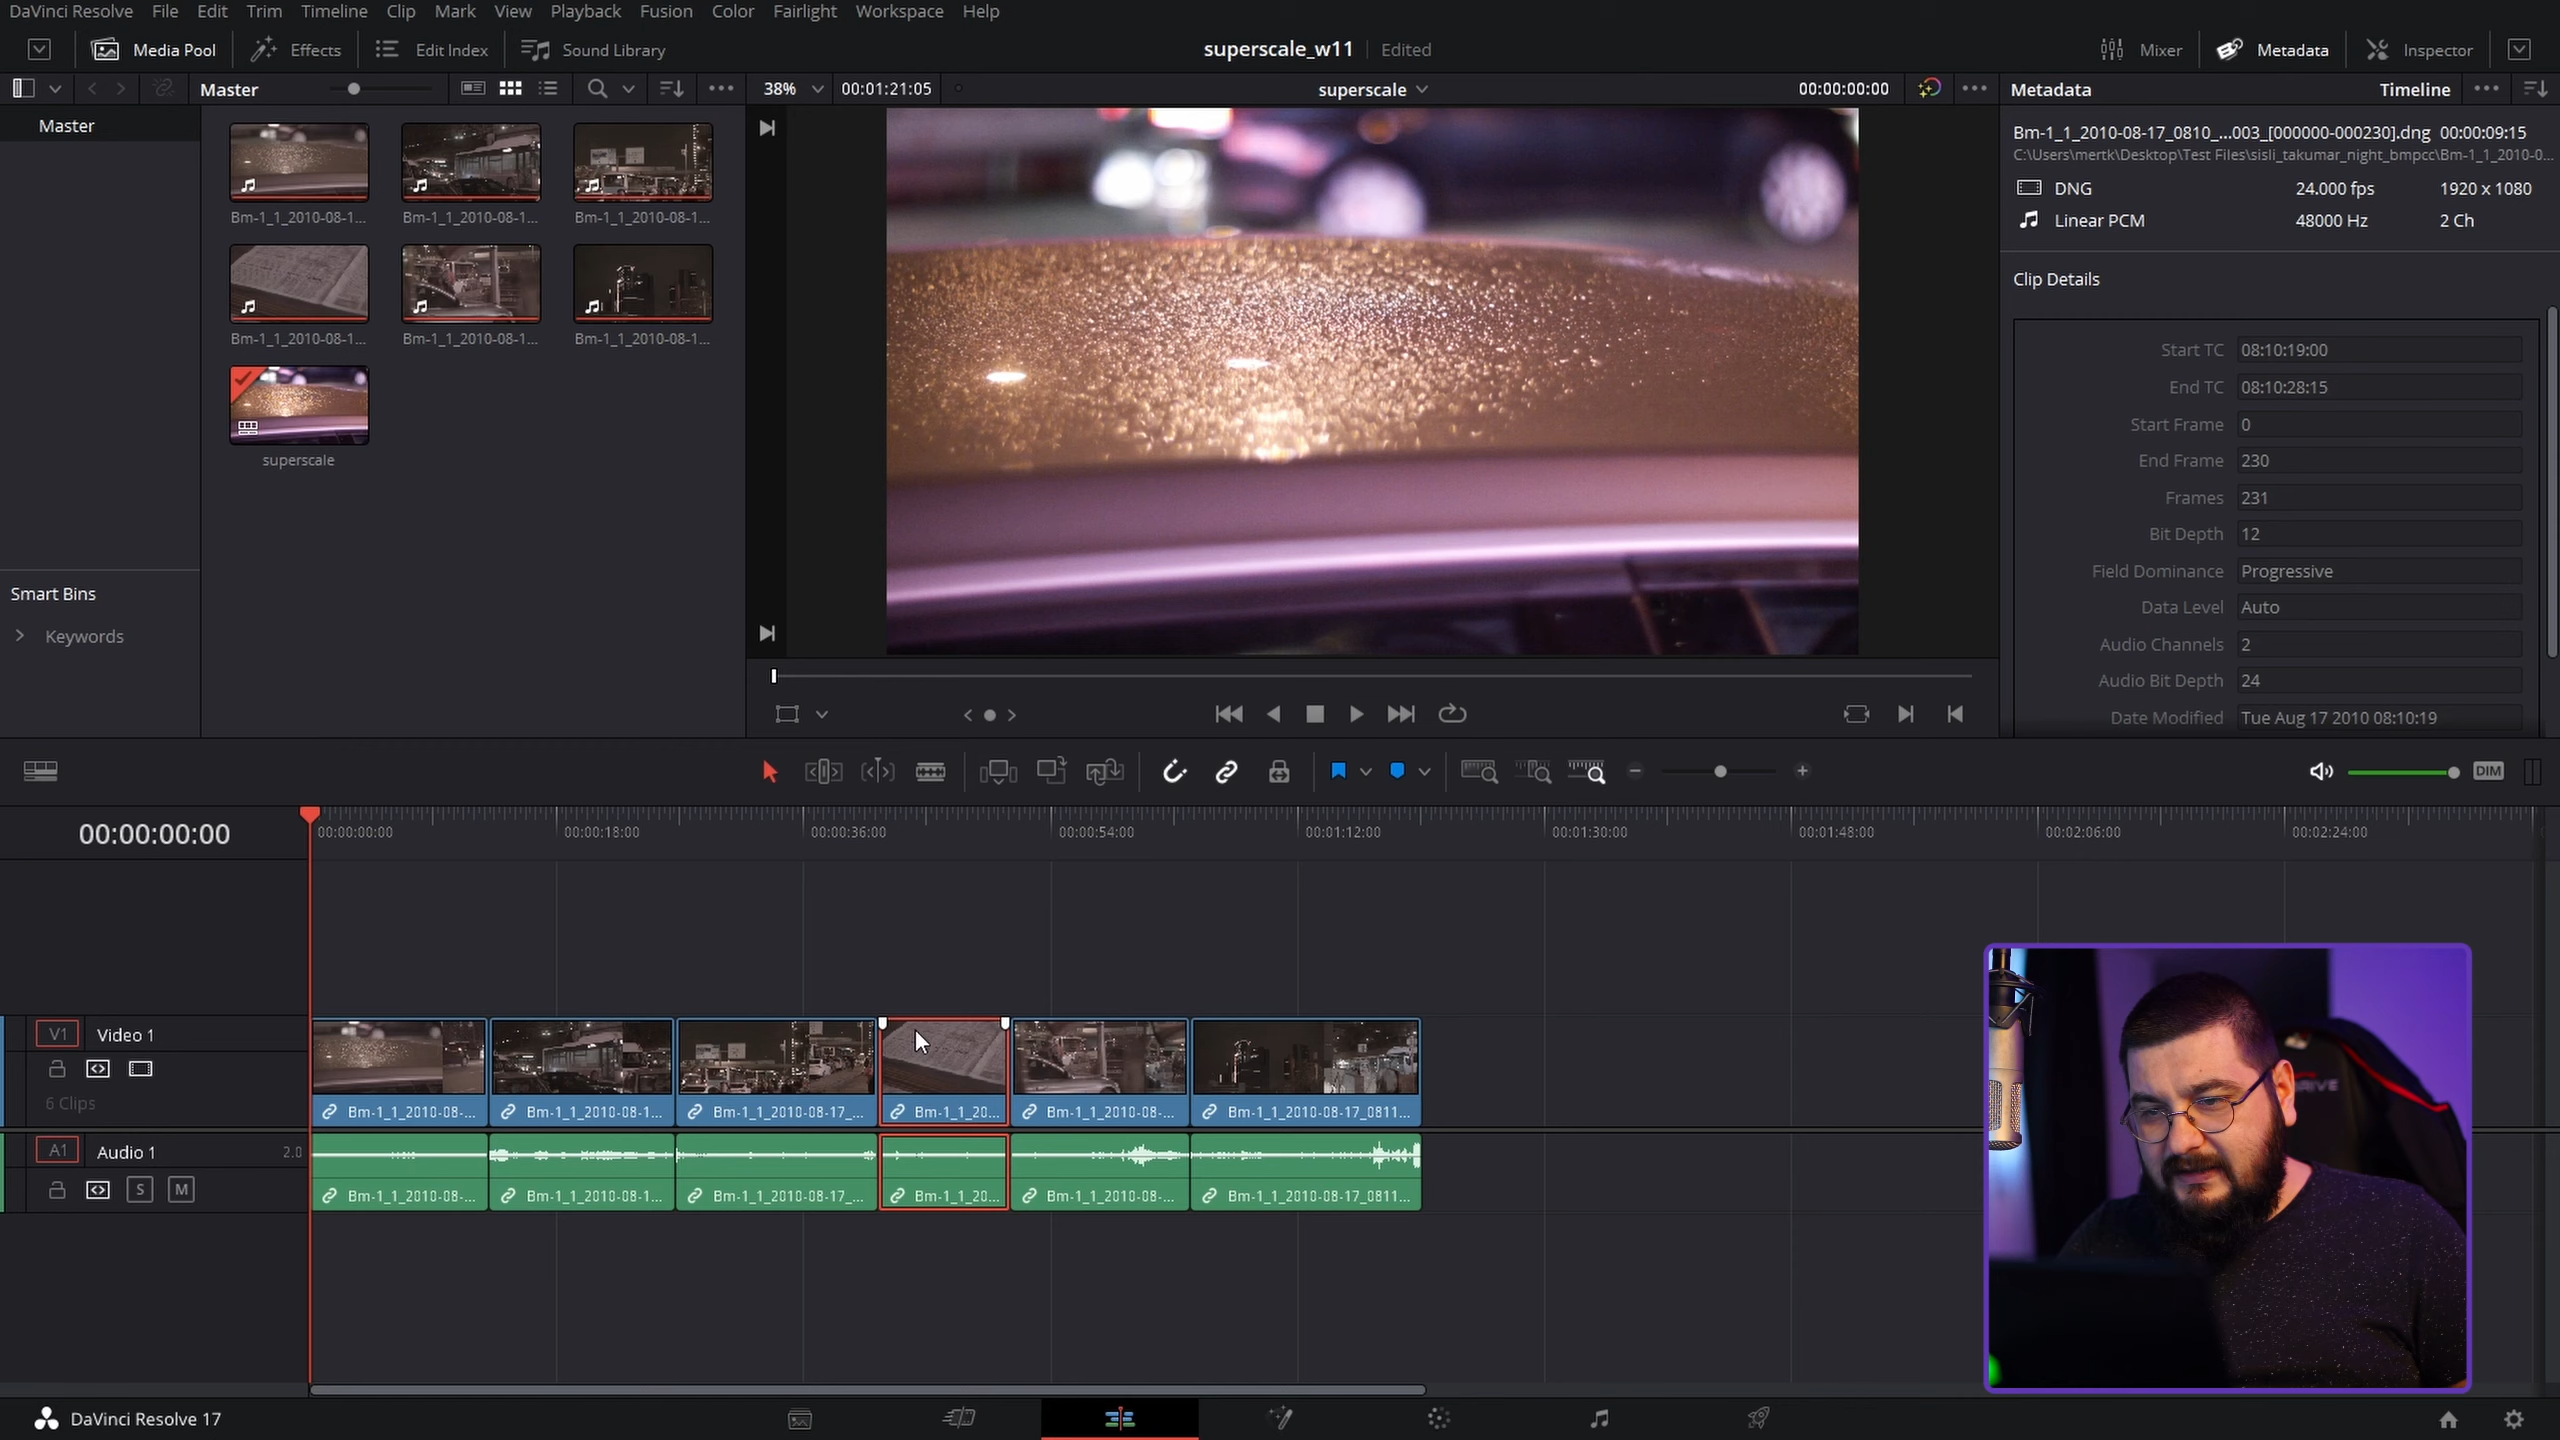 DaVinci Resolve File Edit Trim Timeline Clip Mark View Playback Fusion Color Fairlight Workspace Help
Media Pool Effects Edit Index Sound Library superscale_w11 Edited Mixer Metadata Inspector
Master 38% 00:01:21:05 superscale 00:00:00:00 Metadata Timeline
Master
Bm-1_1_2010-08-1... Bm-1_1_2010-08-1... Bm-1_1_2010-08-1...
Bm-1_1_2010-08-1... Bm-1_1_2010-08-1... Bm-1_1_2010-08-1...
superscale
Smart Bins
Keywords
Bm-1_1_2010-08-17_0810_...003_[000000-000230].dng 00:00:09:15
C:\Users\mertk\Desktop\Test Files\sisli_takumar_night_bmpcc\Bm-1_1_2010-0...
DNG 24.000 fps 1920 x 1080
Linear PCM 48000 Hz 2 Ch
Clip Details
Start TC 08:10:19:00
End TC 08:10:28:15
Start Frame 0
End Frame 230
Frames 231
Bit Depth 12
Field Dominance Progressive
Data Level Auto
Audio Channels 2
Audio Bit Depth 24
Date Modified Tue Aug 17 2010 08:10:19
DIM
00:00:00:00
00:00:00:00 00:00:18:00 00:00:36:00 00:00:54:00 00:01:12:00 00:01:30:00 00:01:48:00 00:02:06:00 00:02:24:00
V1 Video 1
6 Clips
Bm-1_1_2010-08-... Bm-1_1_2010-08-1... Bm-1_1_2010-08-17_... Bm-1_1_20... Bm-1_1_2010-08-... Bm-1_1_2010-08-17_0811...
A1 Audio 1 2.0
S M
Bm-1_1_2010-08-... Bm-1_1_2010-08-1... Bm-1_1_2010-08-17_... Bm-1_1_20... Bm-1_1_2010-08-... Bm-1_1_2010-08-17_0811...
DaVinci Resolve 17